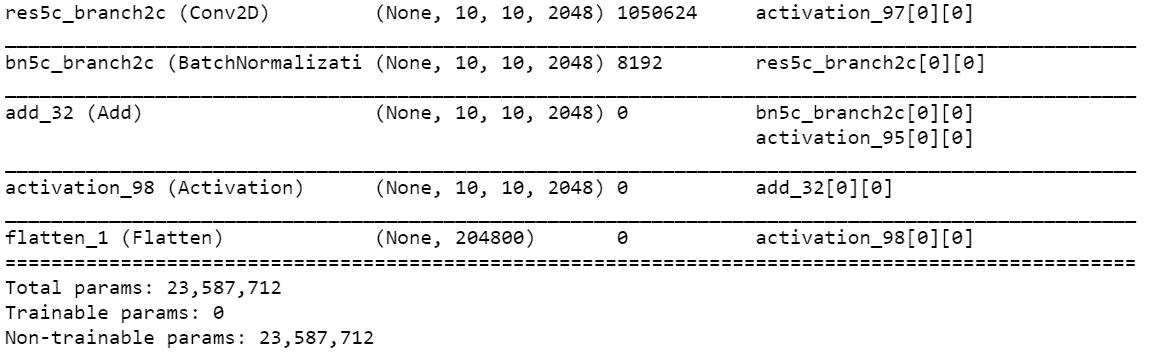 res5c_branch2c (Conv2D)         (None, 10, 10, 2048) 1050624     activation_97[0][0]
__________________________________________________________________________________________________
bn5c_branch2c (BatchNormalizati (None, 10, 10, 2048) 8192        res5c_branch2c[0][0]
__________________________________________________________________________________________________
add_32 (Add)                    (None, 10, 10, 2048) 0           bn5c_branch2c[0][0]
                                                                 activation_95[0][0]
__________________________________________________________________________________________________
activation_98 (Activation)      (None, 10, 10, 2048) 0           add_32[0][0]
__________________________________________________________________________________________________
flatten_1 (Flatten)             (None, 204800)       0           activation_98[0][0]
==================================================================================================
Total params: 23,587,712
Trainable params: 0
Non-trainable params: 23,587,712